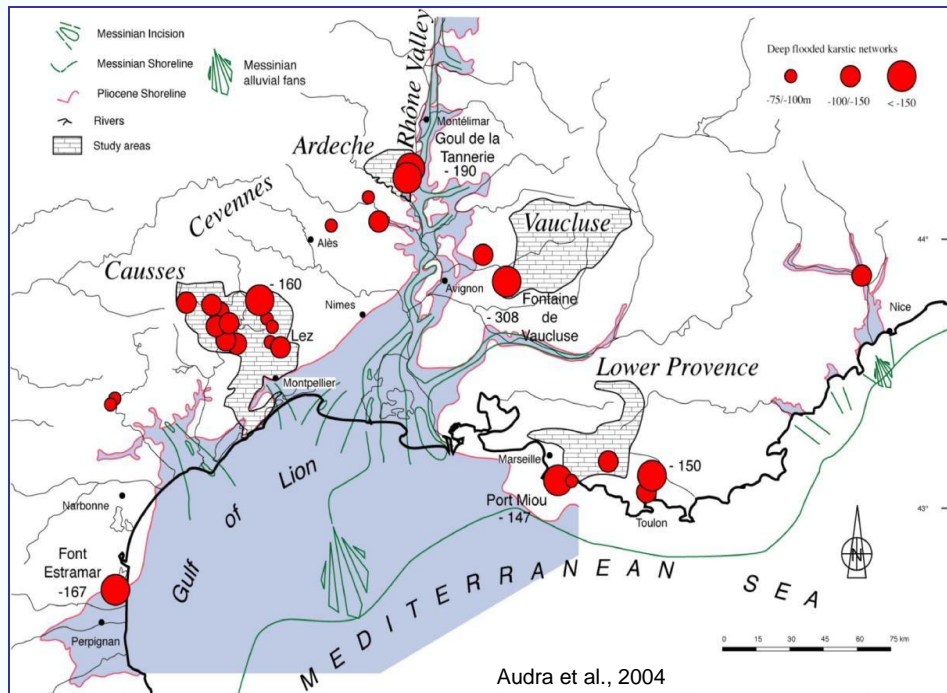 Messinian Incision
Messinian Shoreline
Pliocene Shoreline
Rivers
Study areas
Messinian
alluvial fans
Deep flooded karstic networks
-75/-100m
-100/-150
< -150
Rhône Valley
Montélimar
Goul de la
Tannerie
- 190
Ardeche
Cevennes
Alès
Vaucluse
44°
Causses
- 160
Nimes
Avignon
Fontaine
de
Vaucluse
- 308
Nice
Lez
Montpellier
Lower Provence
Marseille
- 150
Port Miou
- 147
Toulon
43°
Narbonne
Gulf of Lion
Font
Estramar
-167
Perpignan
MEDITERRANEAN SEA
N
0 15 30 45 60 75 km
Audra et al., 2004